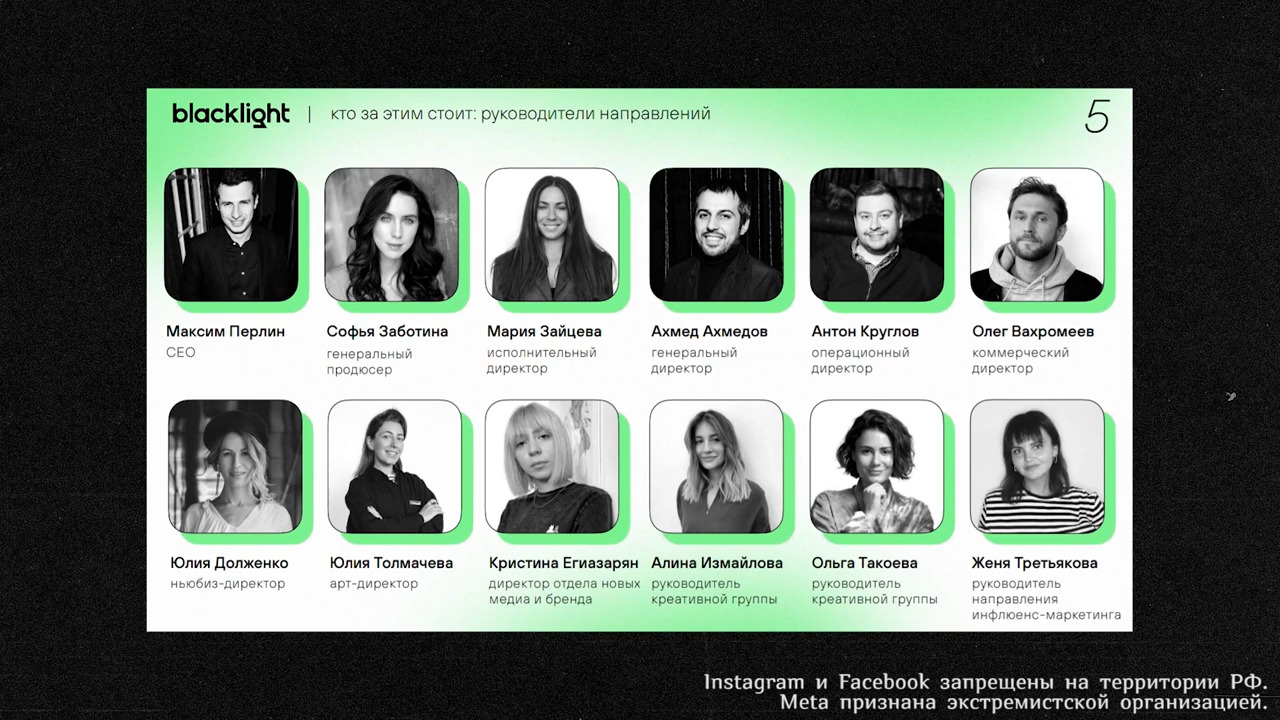 blacklight | кто за этим стоит: руководители направлений
5
Максим Перлин
CEO
Софья Заботина
генеральный
продюсер
Мария Зайцева
исполнительный
директор
Ахмед Ахмедов
генеральный
директор
Антон Круглов
операционный
директор
Олег Вахромеев
коммерческий
директор
Юлия Долженко
ньюбиз-директор
Юлия Толмачева
арт-директор
Кристина Егиазарян
директор отдела новых
медиа и бренда
Алина Измайлова
руководитель
креативной группы
Ольга Такоева
руководитель
креативной группы
Женя Третьякова
руководитель
направления
инфлюенс-маркетинга
Instagram и Facebook запрещены на территории РФ.
Meta признана экстремистской организацией.